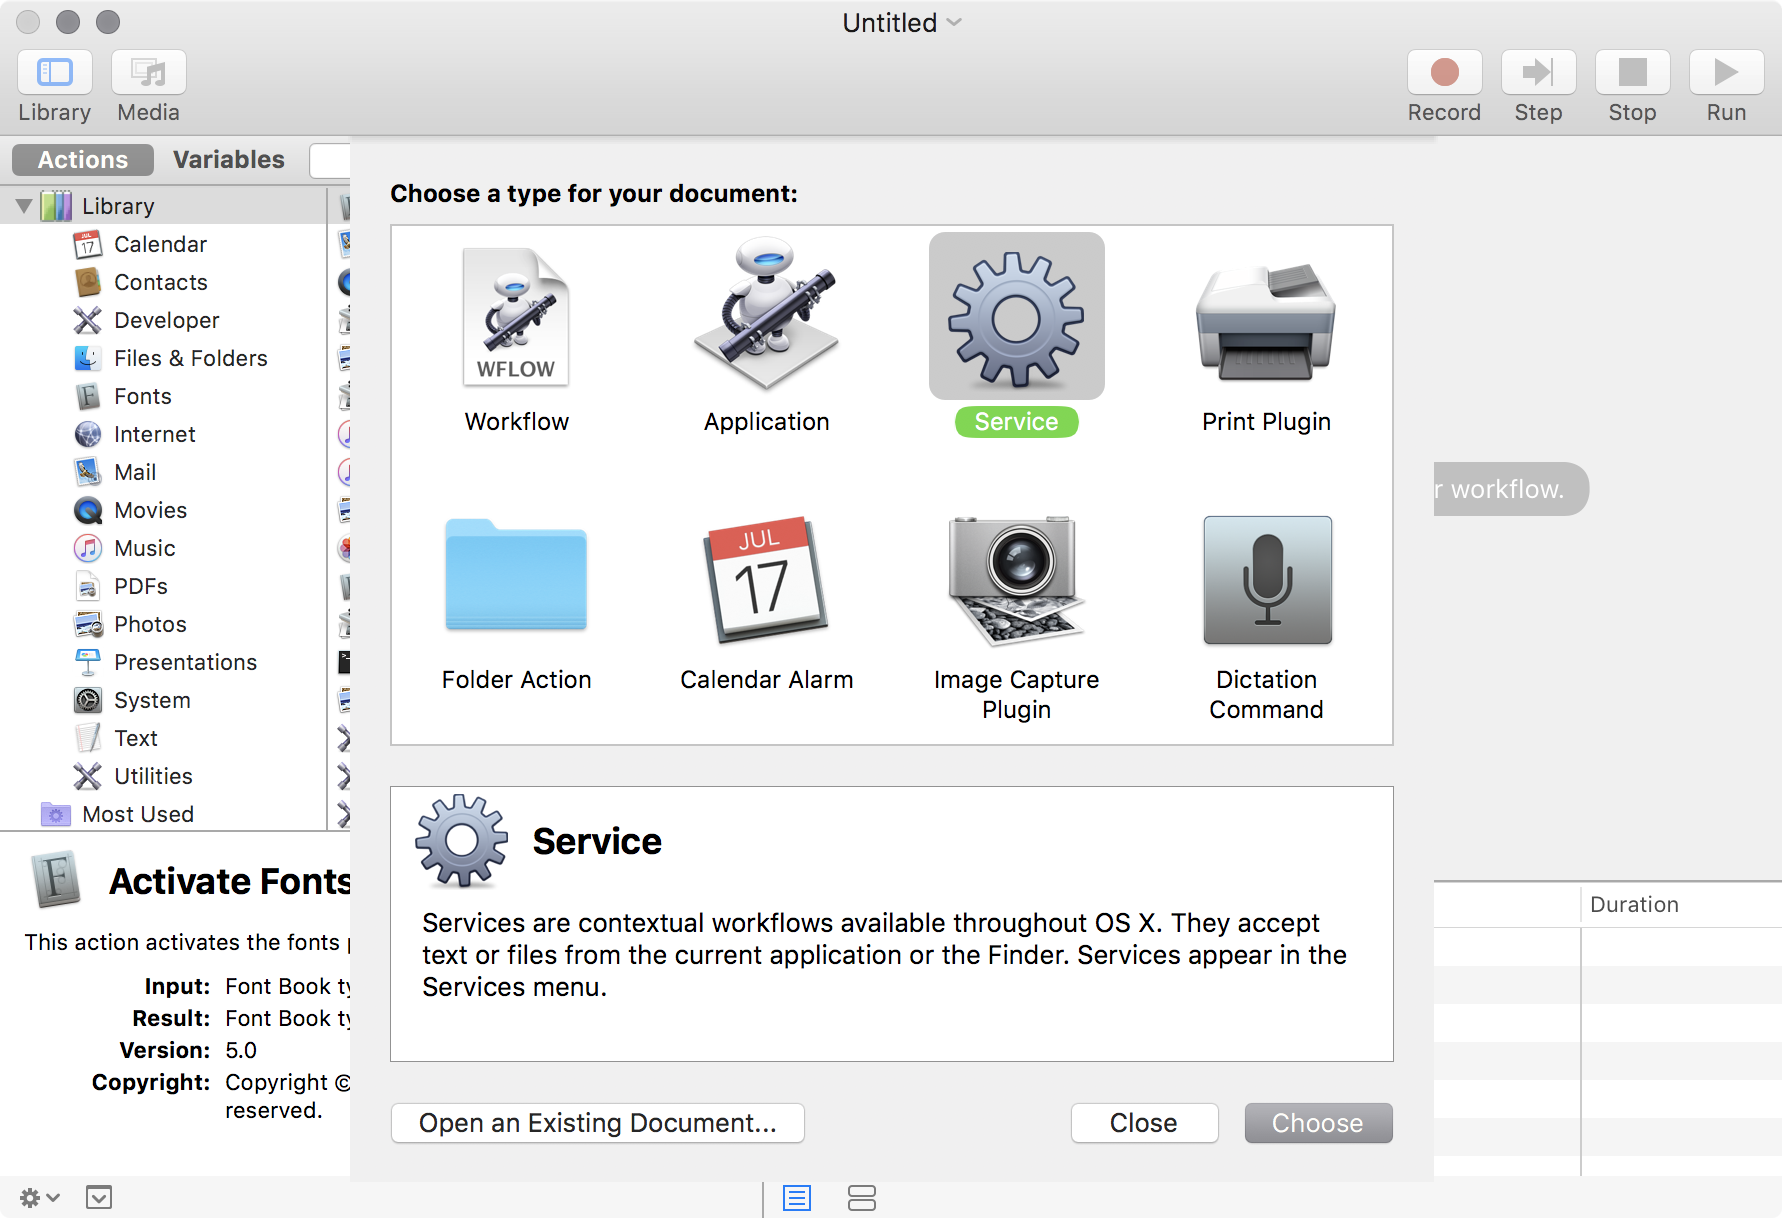 Untitled
Library
Media
Record
Step
Stop
Run
Actions
Variables
Library
Calendar
Contacts
Developer
Files & Folders
Fonts
Internet
Mail
Movies
Music
PDFs
Photos
Presentations
System
Text
Utilities
Most Used
Activate Fonts
This action activates the fonts
Input: Font Book
Result: Font Book
Version: 5.0
Copyright: Copyright ©
reserved.
Choose a type for your document:
WFLOW
Workflow
Application
Service
Print Plugin
JUL
17
Folder Action
Calendar Alarm
Image Capture
Plugin
Dictation
Command
Service
Services are contextual workflows available throughout OS X. They accept
text or files from the current application or the Finder. Services appear in the
Services menu.
Open an Existing Document...
Close
Choose
r workflow.
Duration